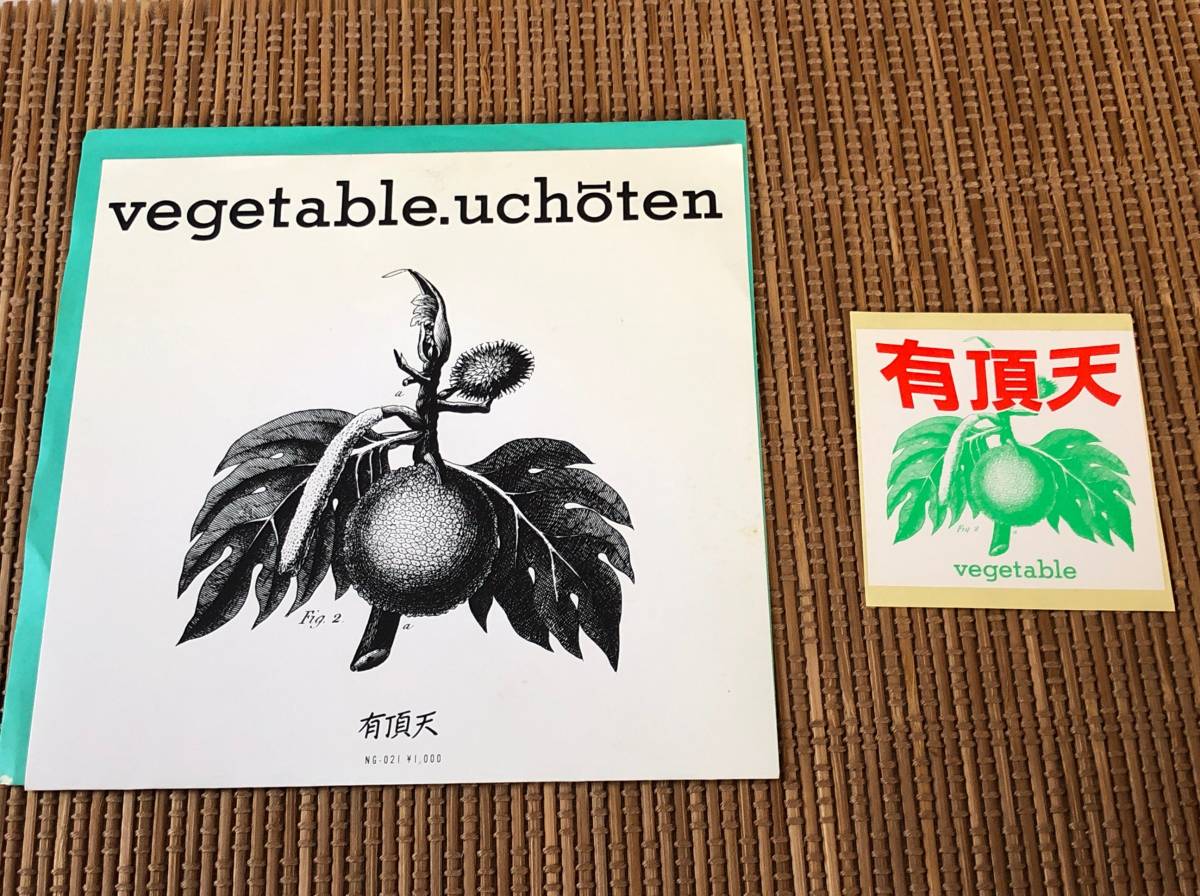 vegetable.uchōten
a
Fig. 2.
a
有頂天
NG-021 ¥1,000
有頂天
Fig 2
a
vegetable